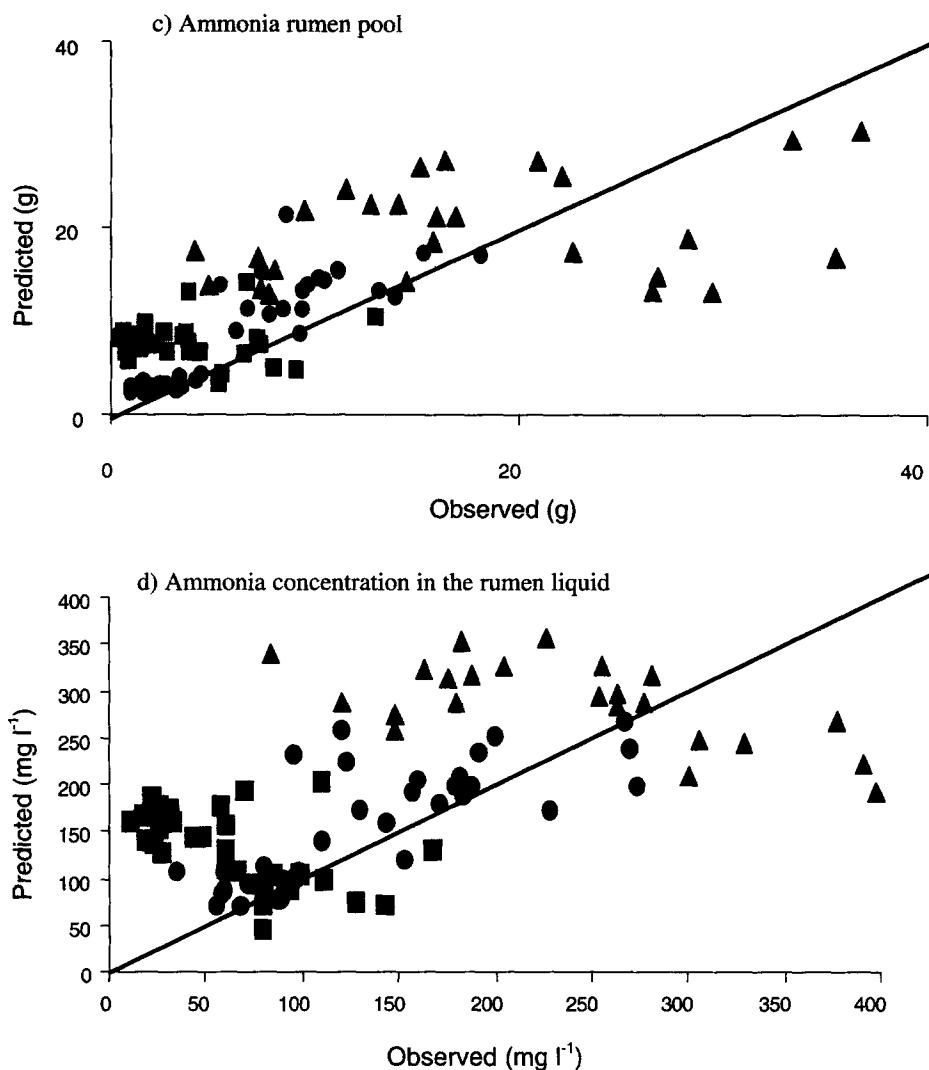 c) Ammonia rumen pool
40
20
0
Predicted (g)
0 20 40
Observed (g)
d) Ammonia concentration in the rumen liquid
400
350
300
250
200
150
100
50
0
Predicted (mg l⁻¹)
0 50 100 150 200 250 300 350 400
Observed (mg l⁻¹)